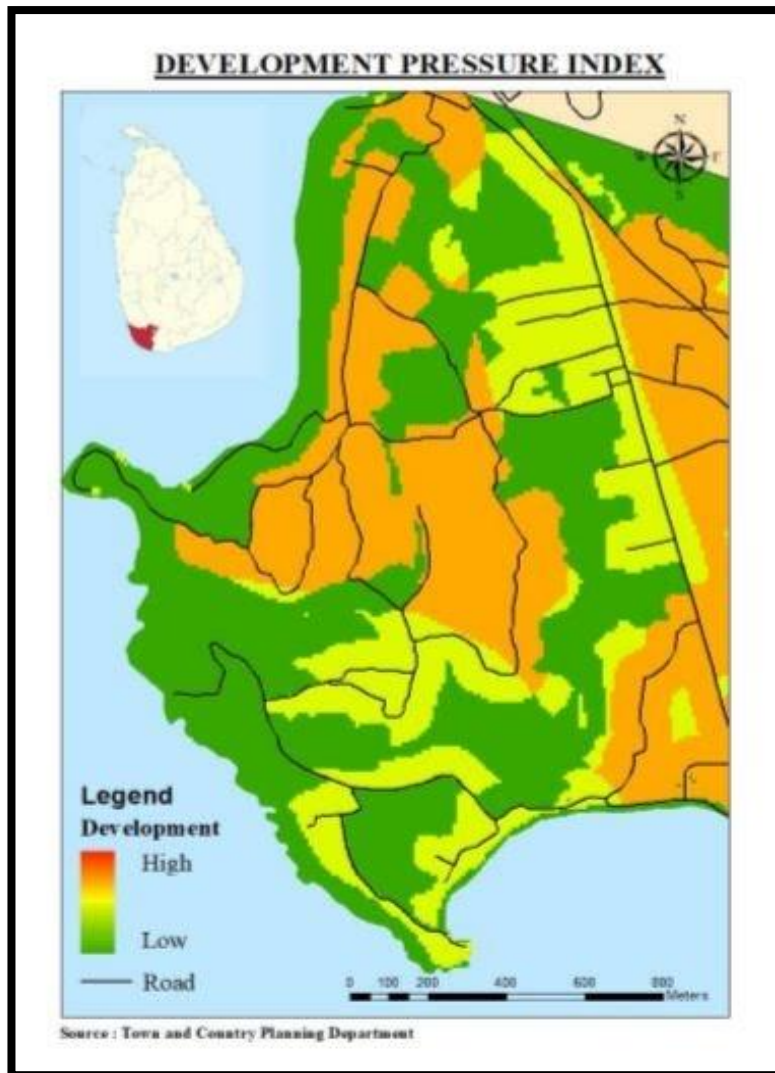 DEVELOPMENT PRESSURE INDEX
N
S
Legend
Development
High
Low
Road
0 100 200 400 600 800
Meters
Source : Town and Country Planning Department